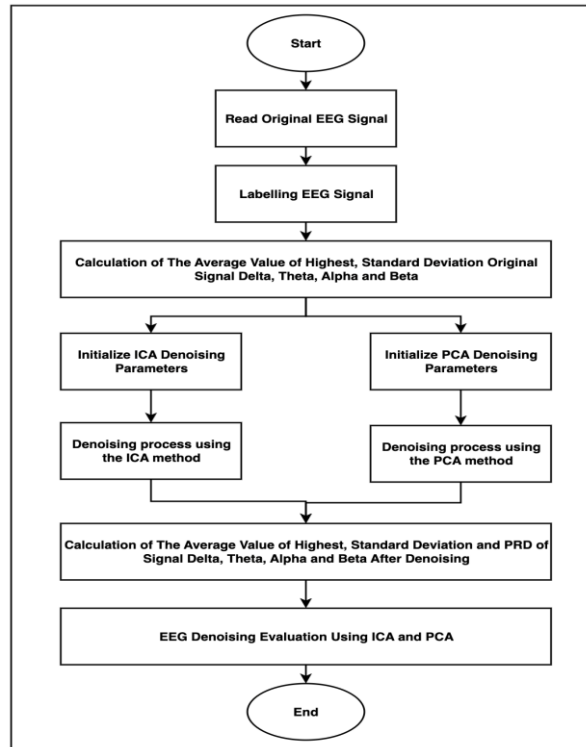 Start
Read Original EEG Signal
Labelling EEG Signal
Calculation of The Average Value of Highest, Standard Deviation Original
Signal Delta, Theta, Alpha and Beta
Initialize ICA Denoising
Parameters
Initialize PCA Denoising
Parameters
Denoising process using
the ICA method
Denoising process using
the PCA method
Calculation of The Average Value of Highest, Standard Deviation and PRD of
Signal Delta, Theta, Alpha and Beta After Denoising
EEG Denoising Evaluation Using ICA and PCA
End